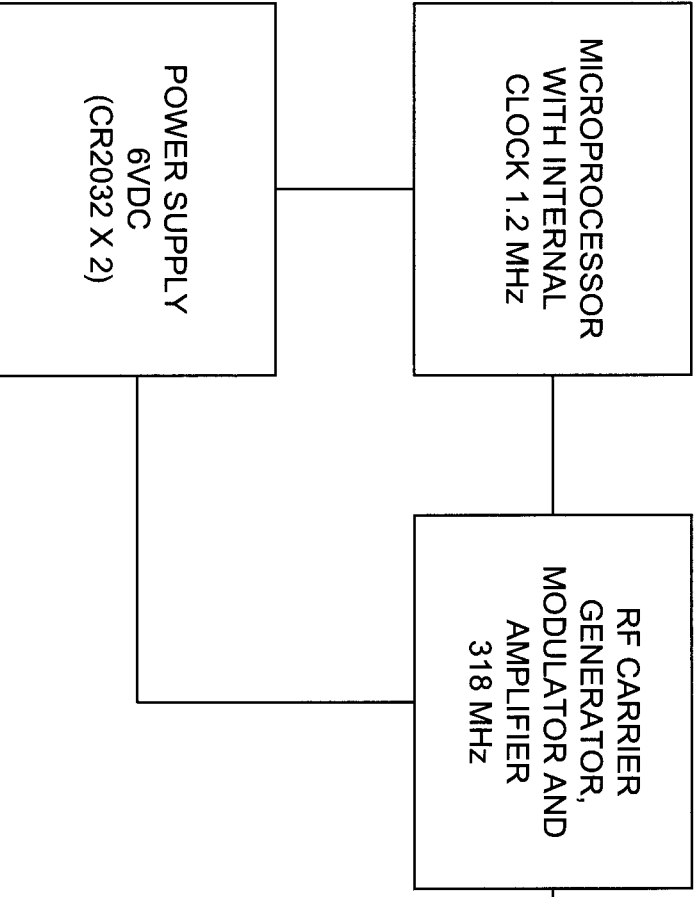 MICROPROCESSOR
WITH INTERNAL
CLOCK 1.2 MHz
RF CARRIER
GENERATOR,
MODULATOR AND
AMPLIFIER
318 MHz
POWER SUPPLY
6VDC
(CR2032 X 2)